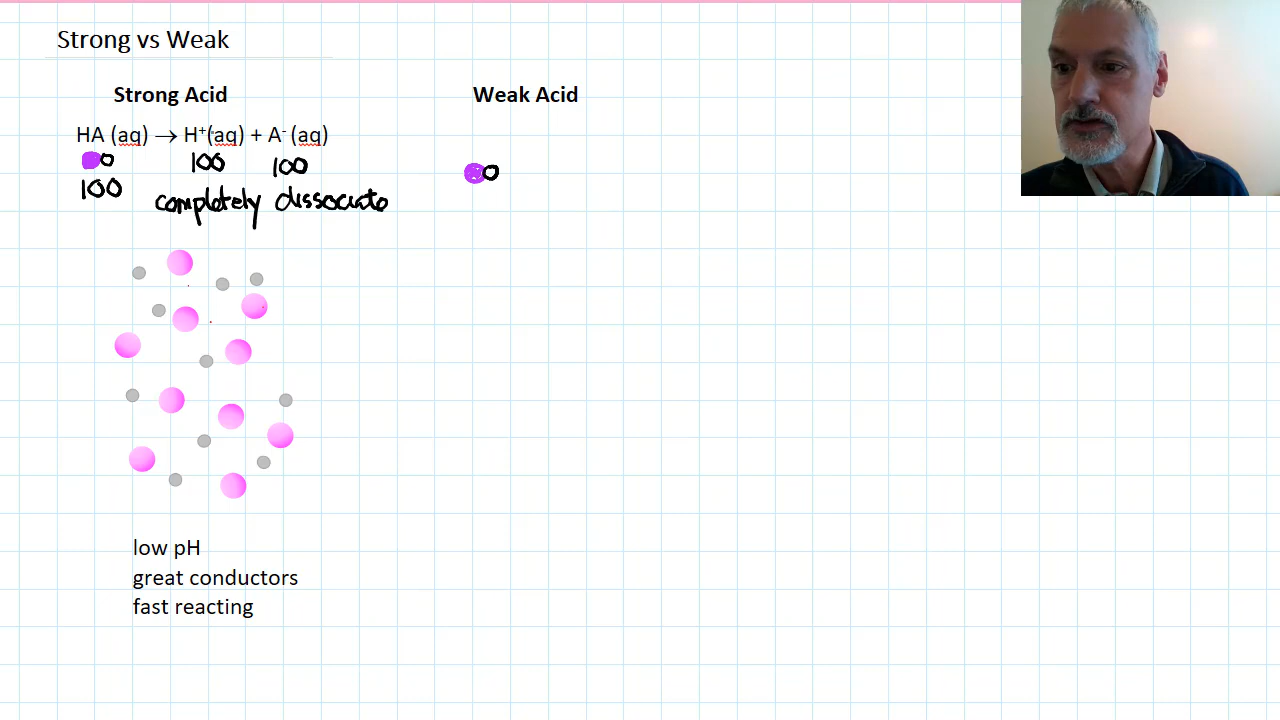 Strong vs Weak
Strong Acid
HA (aq) → H⁺(aq) + A⁻ (aq)
100 100
100 completely dissociate
low pH
great conductors
fast reacting
Weak Acid